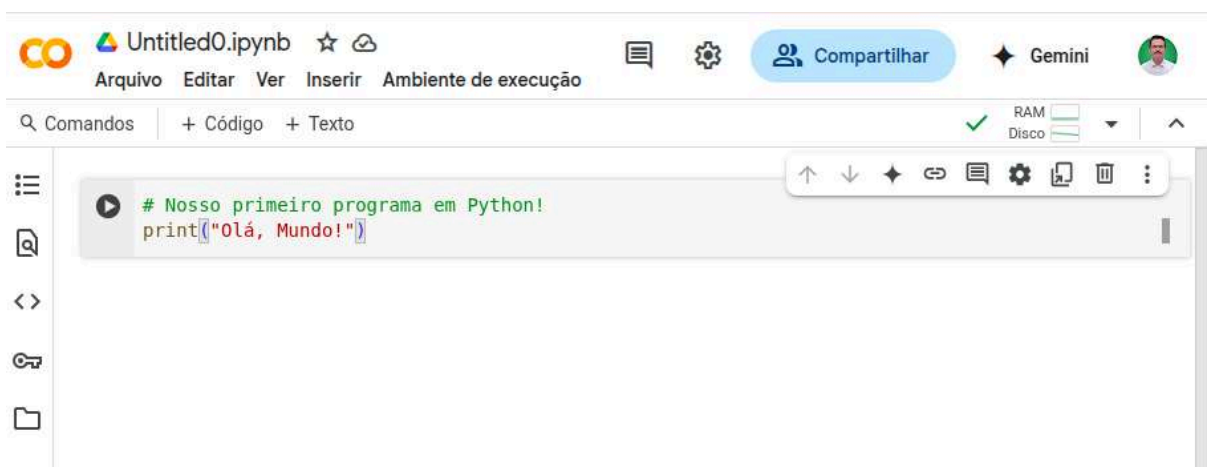 Untitled0.ipynb
Arquivo Editar Ver Inserir Ambiente de execução
Compartilhar
Gemini
Comandos + Código + Texto
RAM
Disco
# Nosso primeiro programa em Python!
print("Olá, Mundo!")